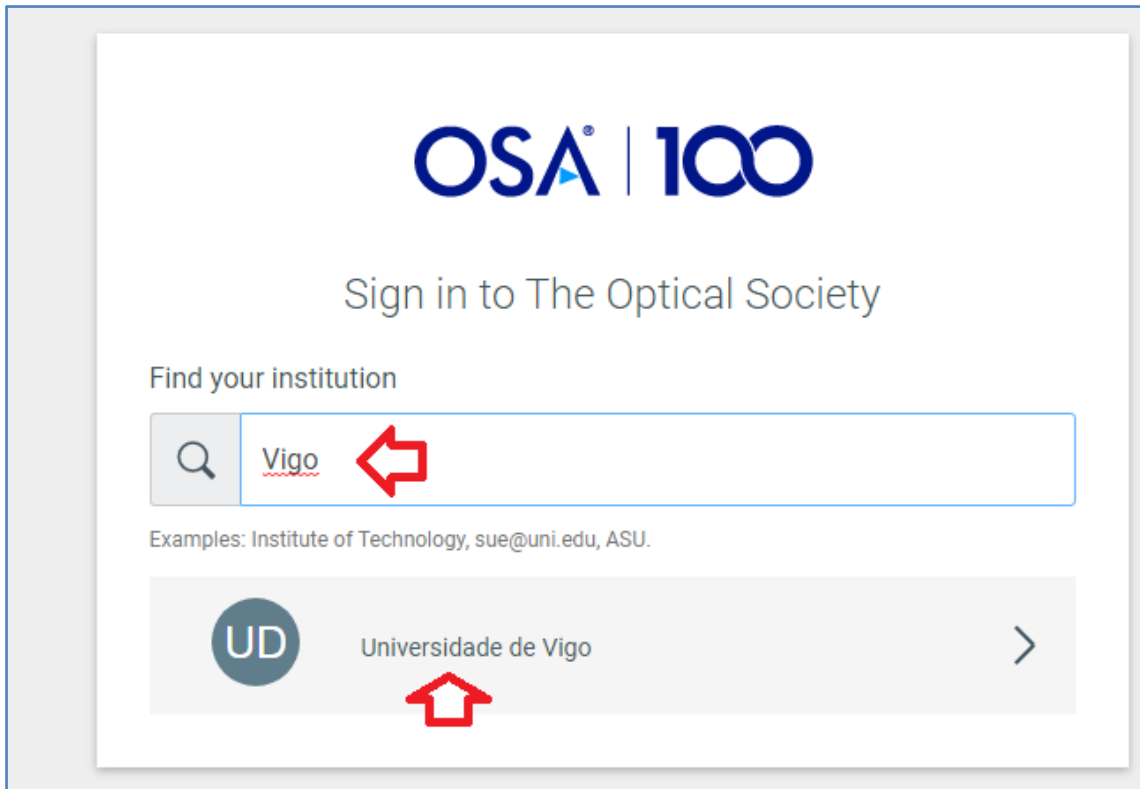 OSA® | 100
Sign in to The Optical Society
Find your institution
Vigo
Examples: Institute of Technology, sue@uni.edu, ASU.
UD
Universidade de Vigo